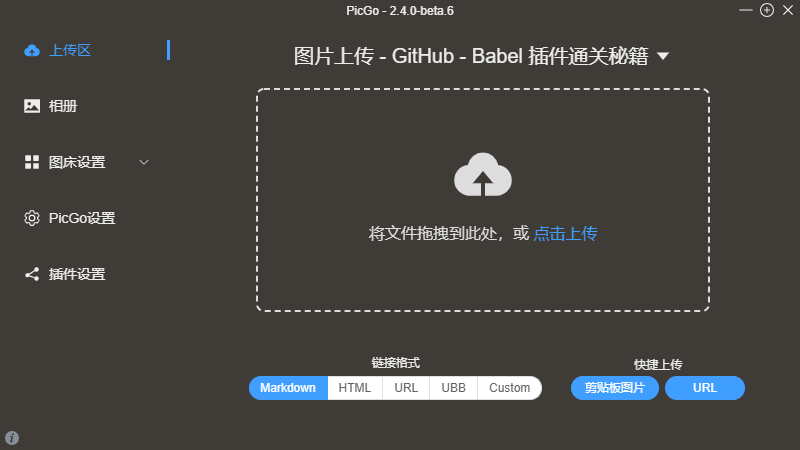 PicGo - 2.4.0-beta.6
上传区
相册
图床设置
PicGo设置
插件设置
图片上传 - GitHub - Babel 插件通关秘籍
将文件拖拽到此处，或 点击上传
链接格式
Markdown HTML URL UBB Custom
快捷上传
剪贴板图片 URL